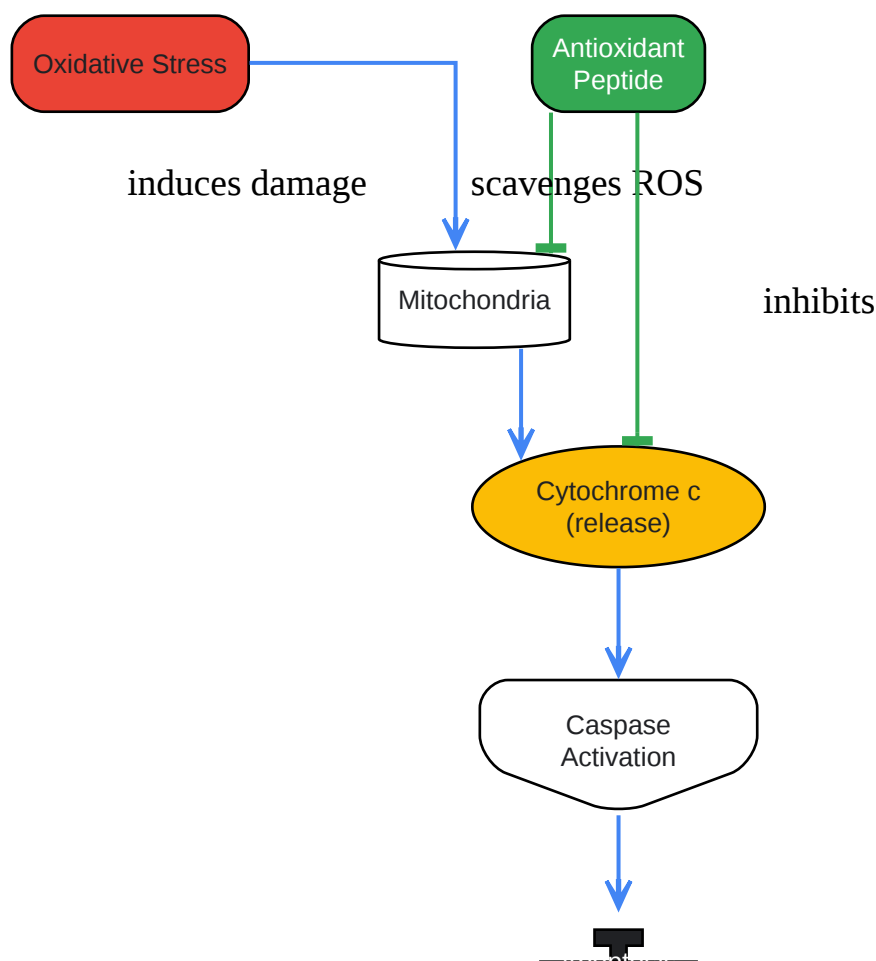 Oxidative Stress
Antioxidant
Peptide
induces damage
scavenges ROS
Mitochondria
inhibits
Cytochrome c
(release)
Caspase
Activation